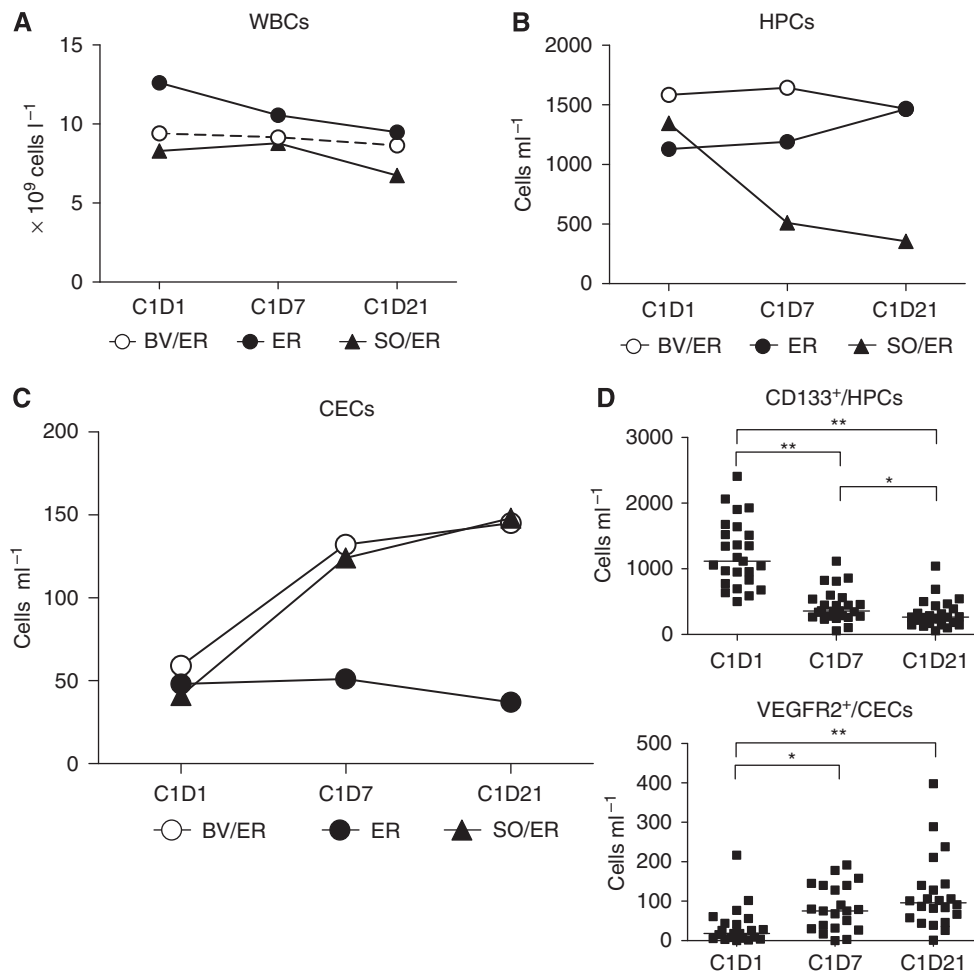 A
WBCs
15
10
5
0
× 10⁹ cells l⁻¹
C1D1 C1D7 C1D21
BV/ER ER SO/ER
B
HPCs
2000
1500
1000
500
0
Cells ml⁻¹
C1D1 C1D7 C1D21
BV/ER ER SO/ER
C
CECs
200
150
100
50
0
Cells ml⁻¹
C1D1 C1D7 C1D21
BV/ER ER SO/ER
D
CD133⁺/HPCs
**
**
*
3000
2000
1000
0
Cells ml⁻¹
C1D1 C1D7 C1D21
VEGFR2⁺/CECs
**
*
500
400
300
200
100
0
Cells ml⁻¹
C1D1 C1D7 C1D21